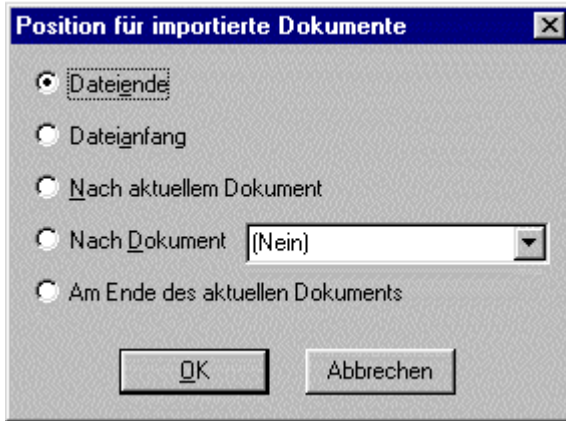 Position für importierte Dokumente
Dateiende
Dateianfang
Nach aktuellem Dokument
Nach Dokument (Nein)
Am Ende des aktuellen Dokuments
OK Abbrechen